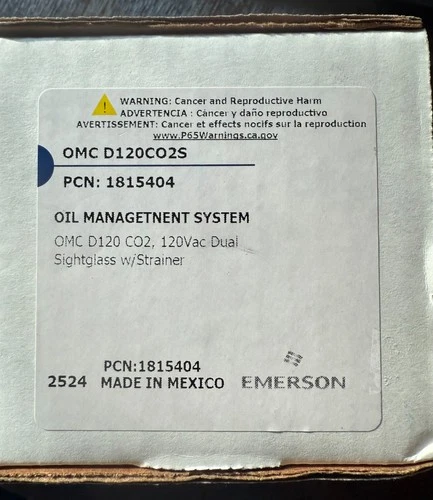 WARNING: Cancer and Reproductive Harm
ADVERTENCIA : Cáncer y daño reproductivo
AVERTISSEMENT: Cancer et effects nocifs sur la reproduction
www.P65Warnings.ca.gov
OMC D120CO2S
PCN: 1815404
OIL MANAGETNENT SYSTEM
OMC D120 CO2, 120Vac Dual
Sightglass w/Strainer
PCN:1815404
2524 MADE IN MEXICO EMERSON